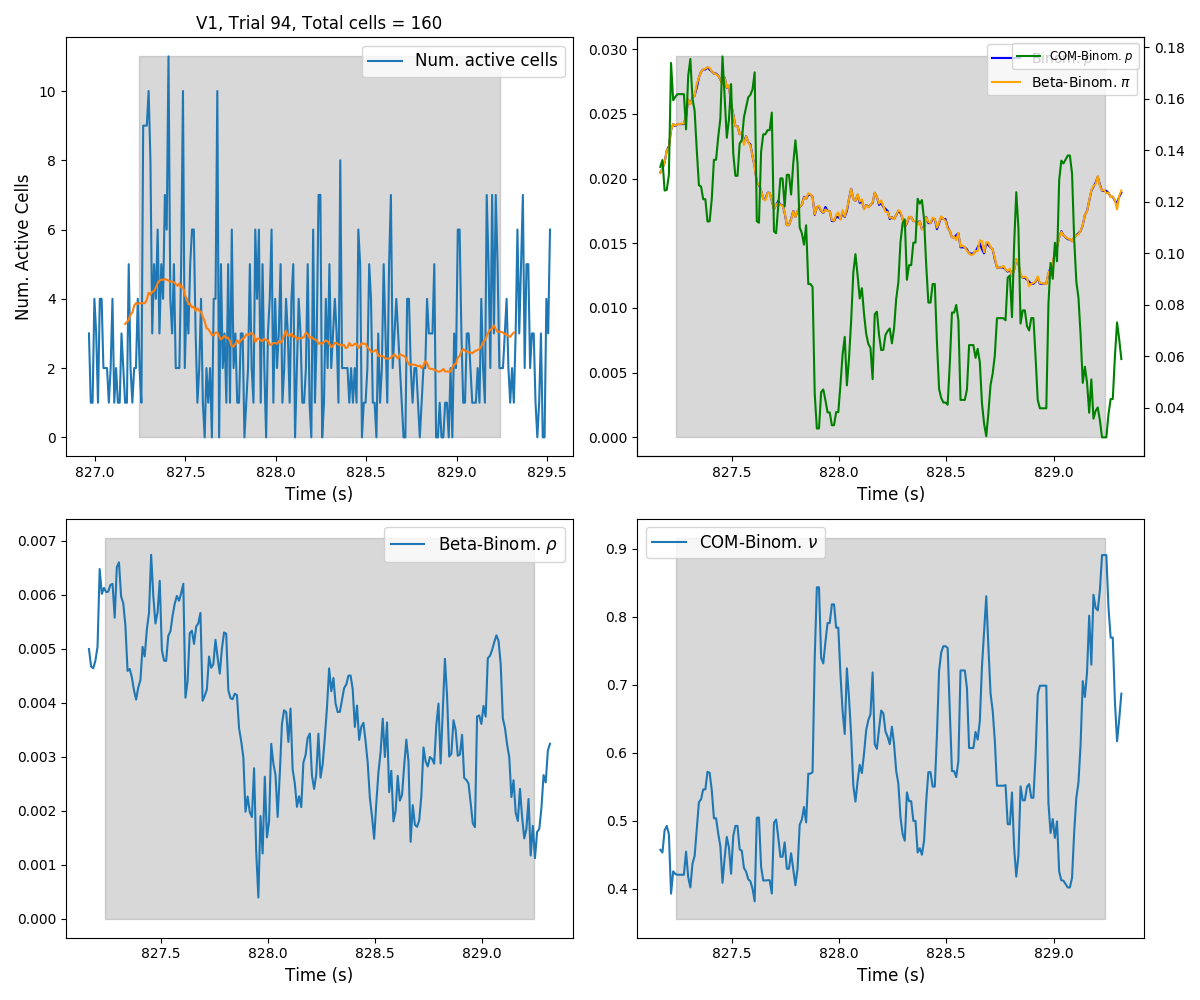 V1, Trial 94, Total cells = 160
Num. active cells
Num. Active Cells
10
8
6
4
2
0
827.0 827.5 828.0 828.5 829.0 829.5
Time (s)
COM-Binom. p
Beta-Binom. π
0.030
0.025
0.020
0.015
0.010
0.005
0.000
0.18
0.16
0.14
0.12
0.10
0.08
0.06
0.04
827.5 828.0 828.5 829.0
Time (s)
Beta-Binom. ρ
0.007
0.006
0.005
0.004
0.003
0.002
0.001
0.000
827.5 828.0 828.5 829.0
Time (s)
COM-Binom. ν
0.9
0.8
0.7
0.6
0.5
0.4
827.5 828.0 828.5 829.0
Time (s)